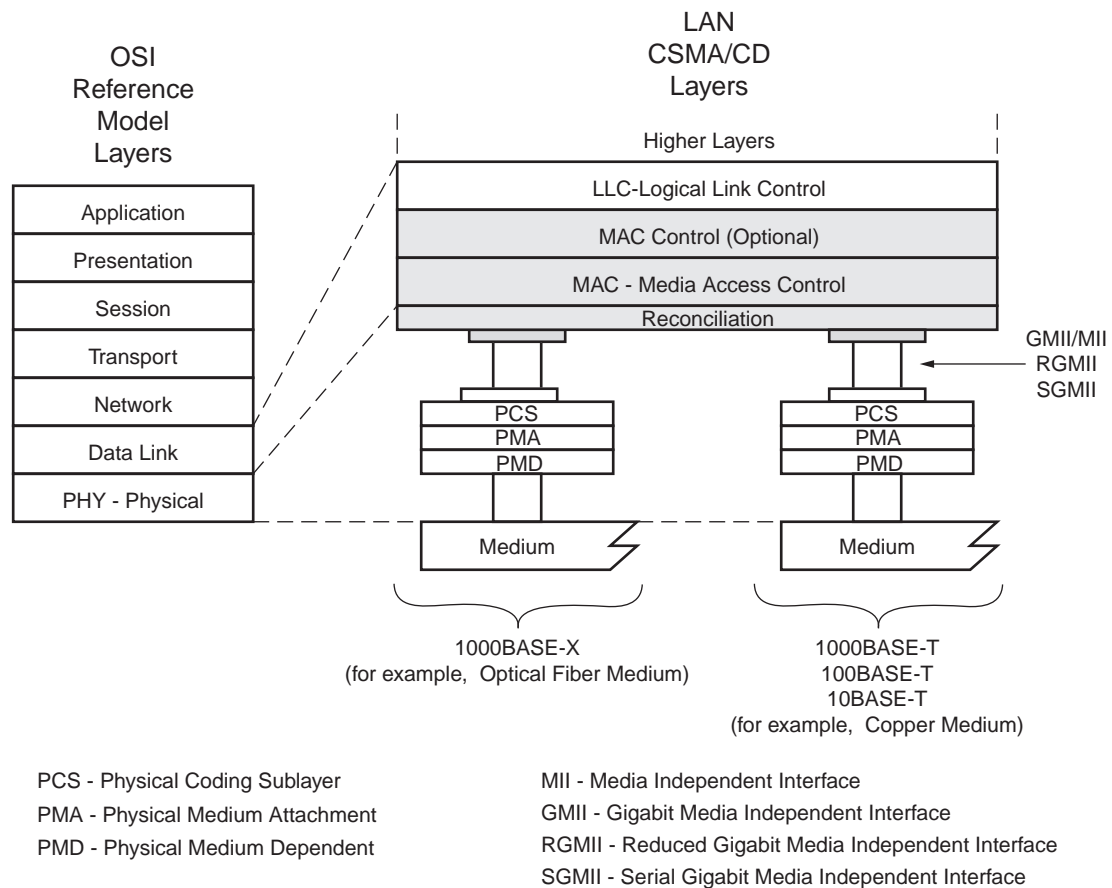 OSI
Reference
Model
Layers
LAN
CSMA/CD
Layers
Application
Presentation
Session
Transport
Network
Data Link
PHY - Physical
Higher Layers
LLC-Logical Link Control
MAC Control (Optional)
MAC - Media Access Control
Reconciliation
GMII/MII
RGMII
SGMII
PCS
PMA
PMD
Medium
PCS
PMA
PMD
Medium
1000BASE-X
(for example, Optical Fiber Medium)
1000BASE-T
100BASE-T
10BASE-T
(for example, Copper Medium)
PCS - Physical Coding Sublayer
PMA - Physical Medium Attachment
PMD - Physical Medium Dependent
MII - Media Independent Interface
GMII - Gigabit Media Independent Interface
RGMII - Reduced Gigabit Media Independent Interface
SGMII - Serial Gigabit Media Independent Interface